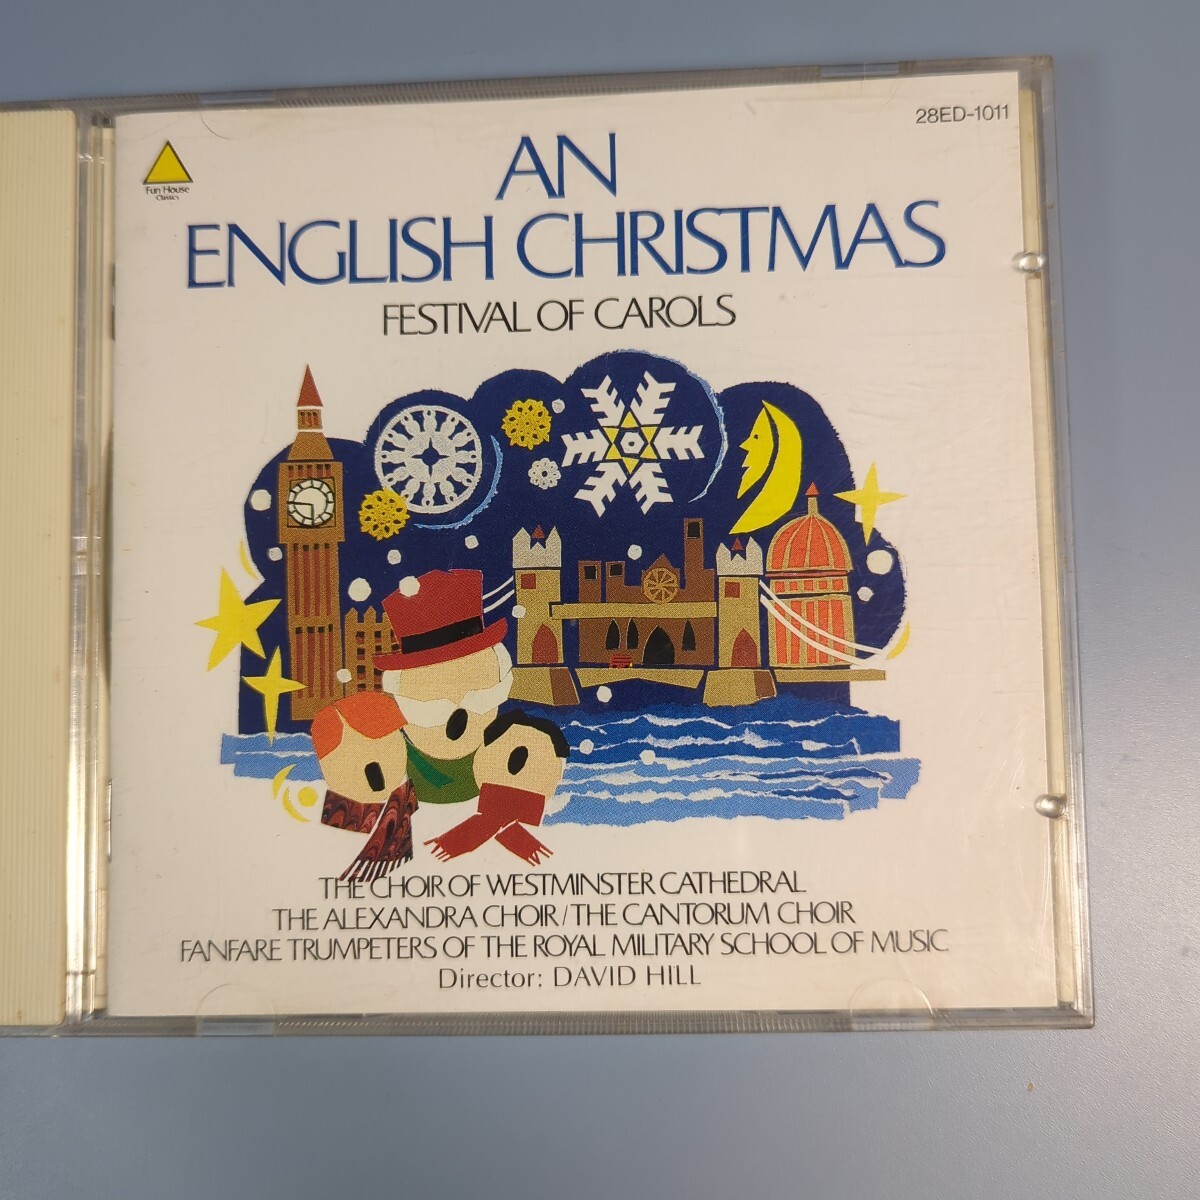 28ED-1011
Fun House
Classics
AN
ENGLISH CHRISTMAS
FESTIVAL OF CAROLS
THE CHOIR OF WESTMINSTER CATHEDRAL
THE ALEXANDRA CHOIR/THE CANTORUM CHOIR
FANFARE TRUMPETERS OF THE ROYAL MILITARY SCHOOL OF MUSIC
Director: DAVID HILL